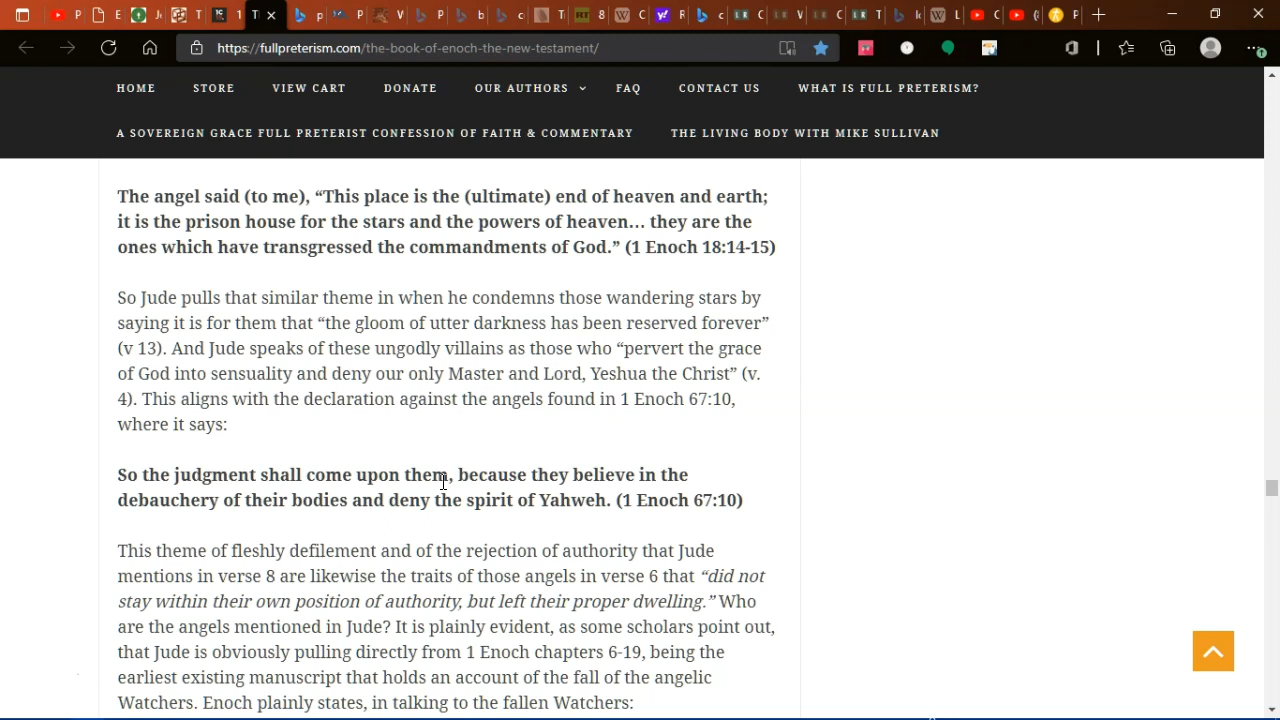 https://fullpreterism.com/the-book-of-enoch-the-new-testament/
HOME STORE VIEW CART DONATE OUR AUTHORS FAQ CONTACT US WHAT IS FULL PRETERISM?
A SOVEREIGN GRACE FULL PRETERIST CONFESSION OF FAITH & COMMENTARY THE LIVING BODY WITH MIKE SULLIVAN
The angel said (to me), “This place is the (ultimate) end of heaven and earth;
it is the prison house for the stars and the powers of heaven… they are the
ones which have transgressed the commandments of God.” (1 Enoch 18:14-15)
So Jude pulls that similar theme in when he condemns those wandering stars by
saying it is for them that “the gloom of utter darkness has been reserved forever”
(v 13). And Jude speaks of these ungodly villains as those who “pervert the grace
of God into sensuality and deny our only Master and Lord, Yeshua the Christ” (v.
4). This aligns with the declaration against the angels found in 1 Enoch 67:10,
where it says:
So the judgment shall come upon them, because they believe in the
debauchery of their bodies and deny the spirit of Yahweh. (1 Enoch 67:10)
This theme of fleshly defilement and of the rejection of authority that Jude
mentions in verse 8 are likewise the traits of those angels in verse 6 that “did not
stay within their own position of authority, but left their proper dwelling.” Who
are the angels mentioned in Jude? It is plainly evident, as some scholars point out,
that Jude is obviously pulling directly from 1 Enoch chapters 6-19, being the
earliest existing manuscript that holds an account of the fall of the angelic
Watchers. Enoch plainly states, in talking to the fallen Watchers: